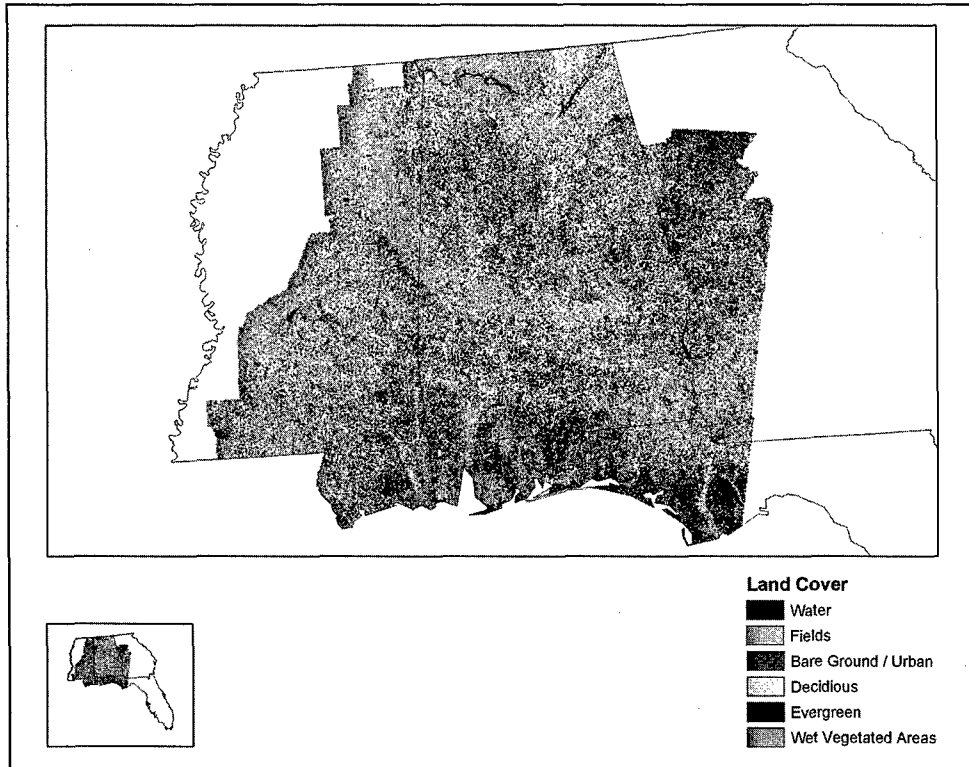 Land Cover
Water
Fields
Bare Ground / Urban
Decidious
Evergreen
Wet Vegetated Areas